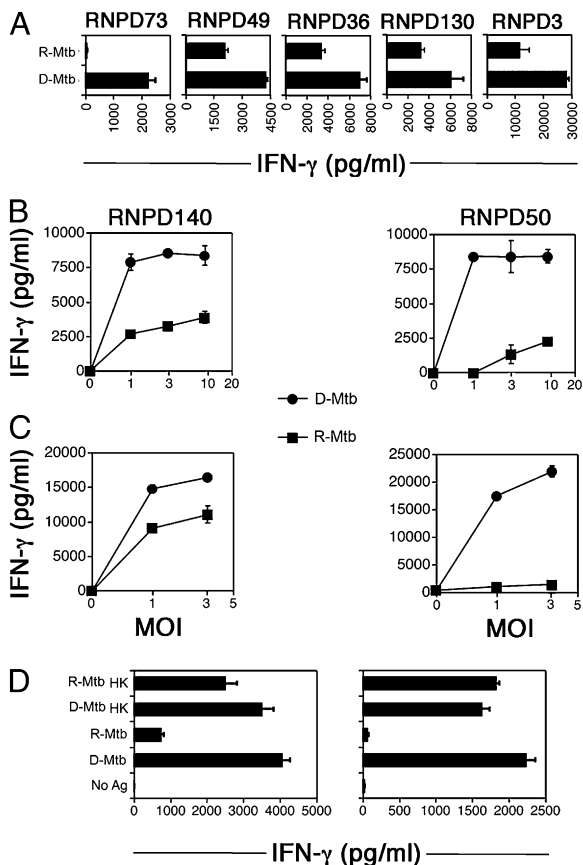 A
RNPD73 RNPD49 RNPD36 RNPD130 RNPD3
R-Mtb
D-Mtb
0 1000 2000 3000 0 1500 3000 4500 0 2000 4000 6000 8000 0 2000 4000 6000 8000 0 10000 20000 30000
IFN-γ (pg/ml)
B
RNPD140 RNPD50
IFN-γ (pg/ml)
10000 10000
7500 7500
5000 5000
2500 2500
0 0
0 1 3 10 20 0 1 3 10 20
D-Mtb
R-Mtb
C
IFN-γ (pg/ml)
20000 25000
15000 20000
10000 15000
5000 10000
0 5000
0
0 1 3 5 0 1 3 5
MOI MOI
D
R-Mtb HK
D-Mtb HK
R-Mtb
D-Mtb
No Ag
0 1000 2000 3000 4000 5000 0 500 1000 1500 2000 2500
IFN-γ (pg/ml)